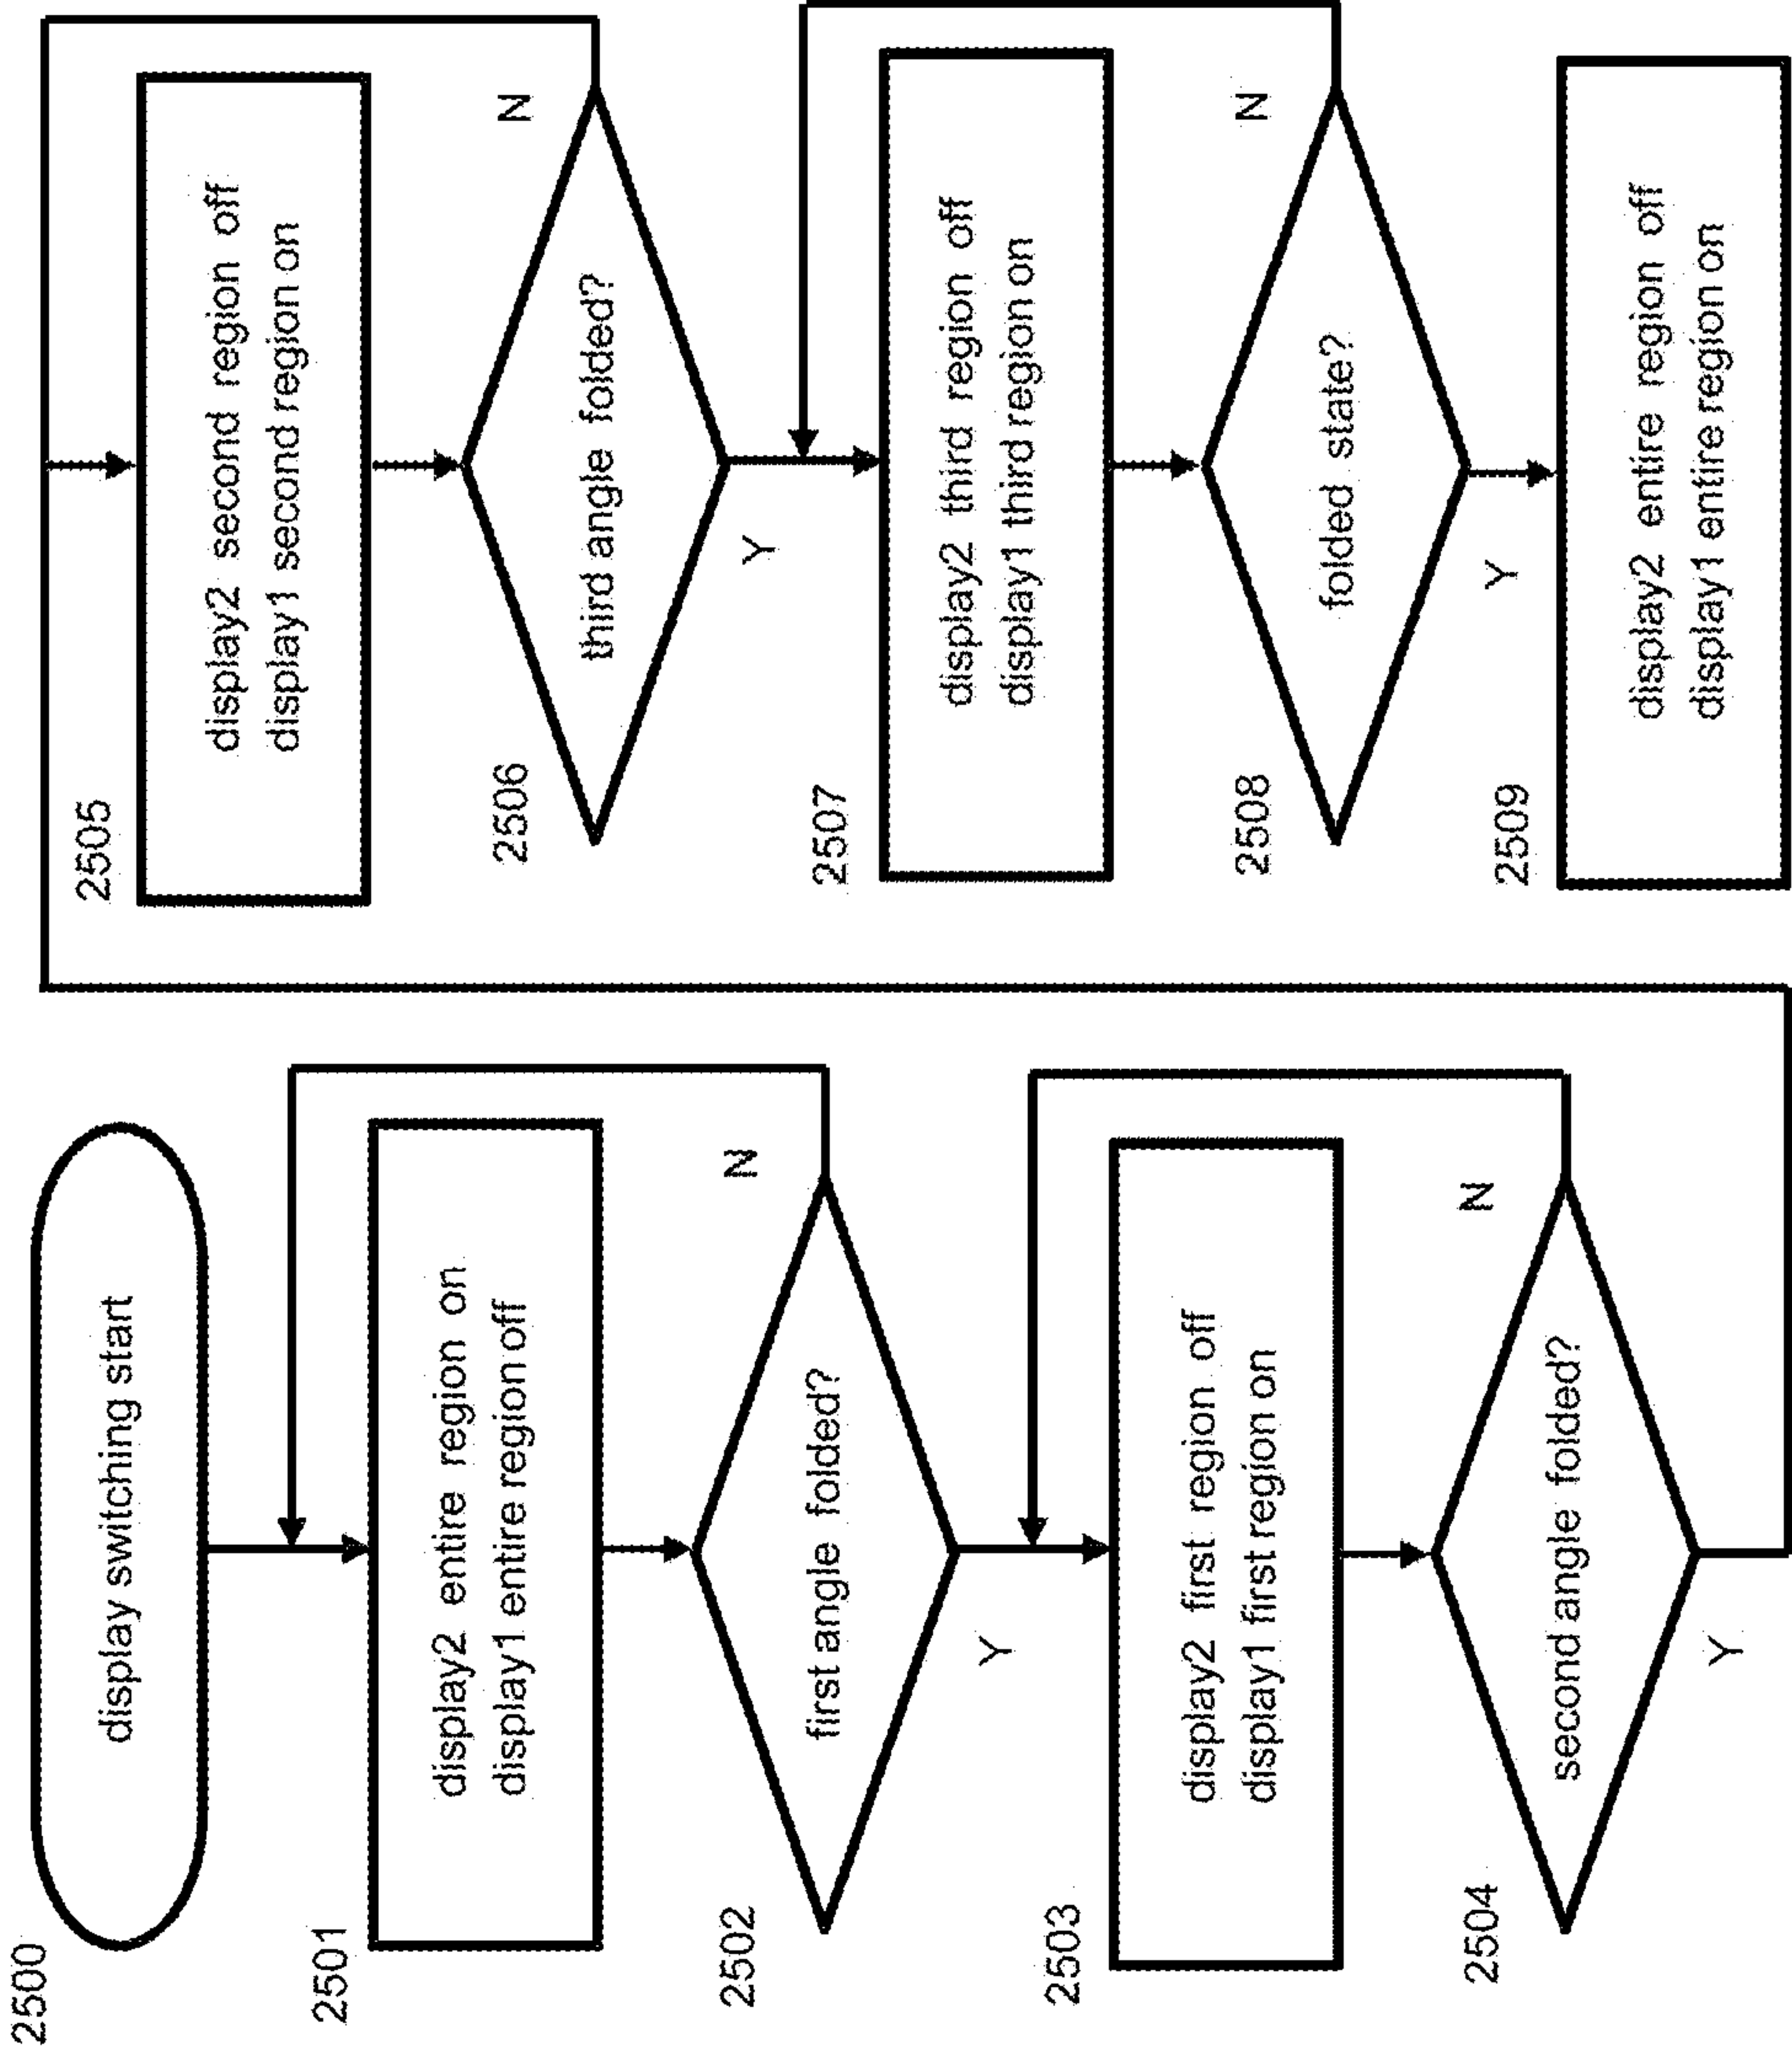 2500
display switching start
2501
display2 entire region on
display1 entire region off
2502
first angle folded?
N
Y
2503
display2 first region off
display1 first region on
2504
second angle folded?
N
Y
2505
display2 second region off
display1 second region on
2506
third angle folded?
N
Y
2507
display2 third region off
display1 third region on
2508
folded state?
N
Y
2509
display2 entire region off
display1 entire region on